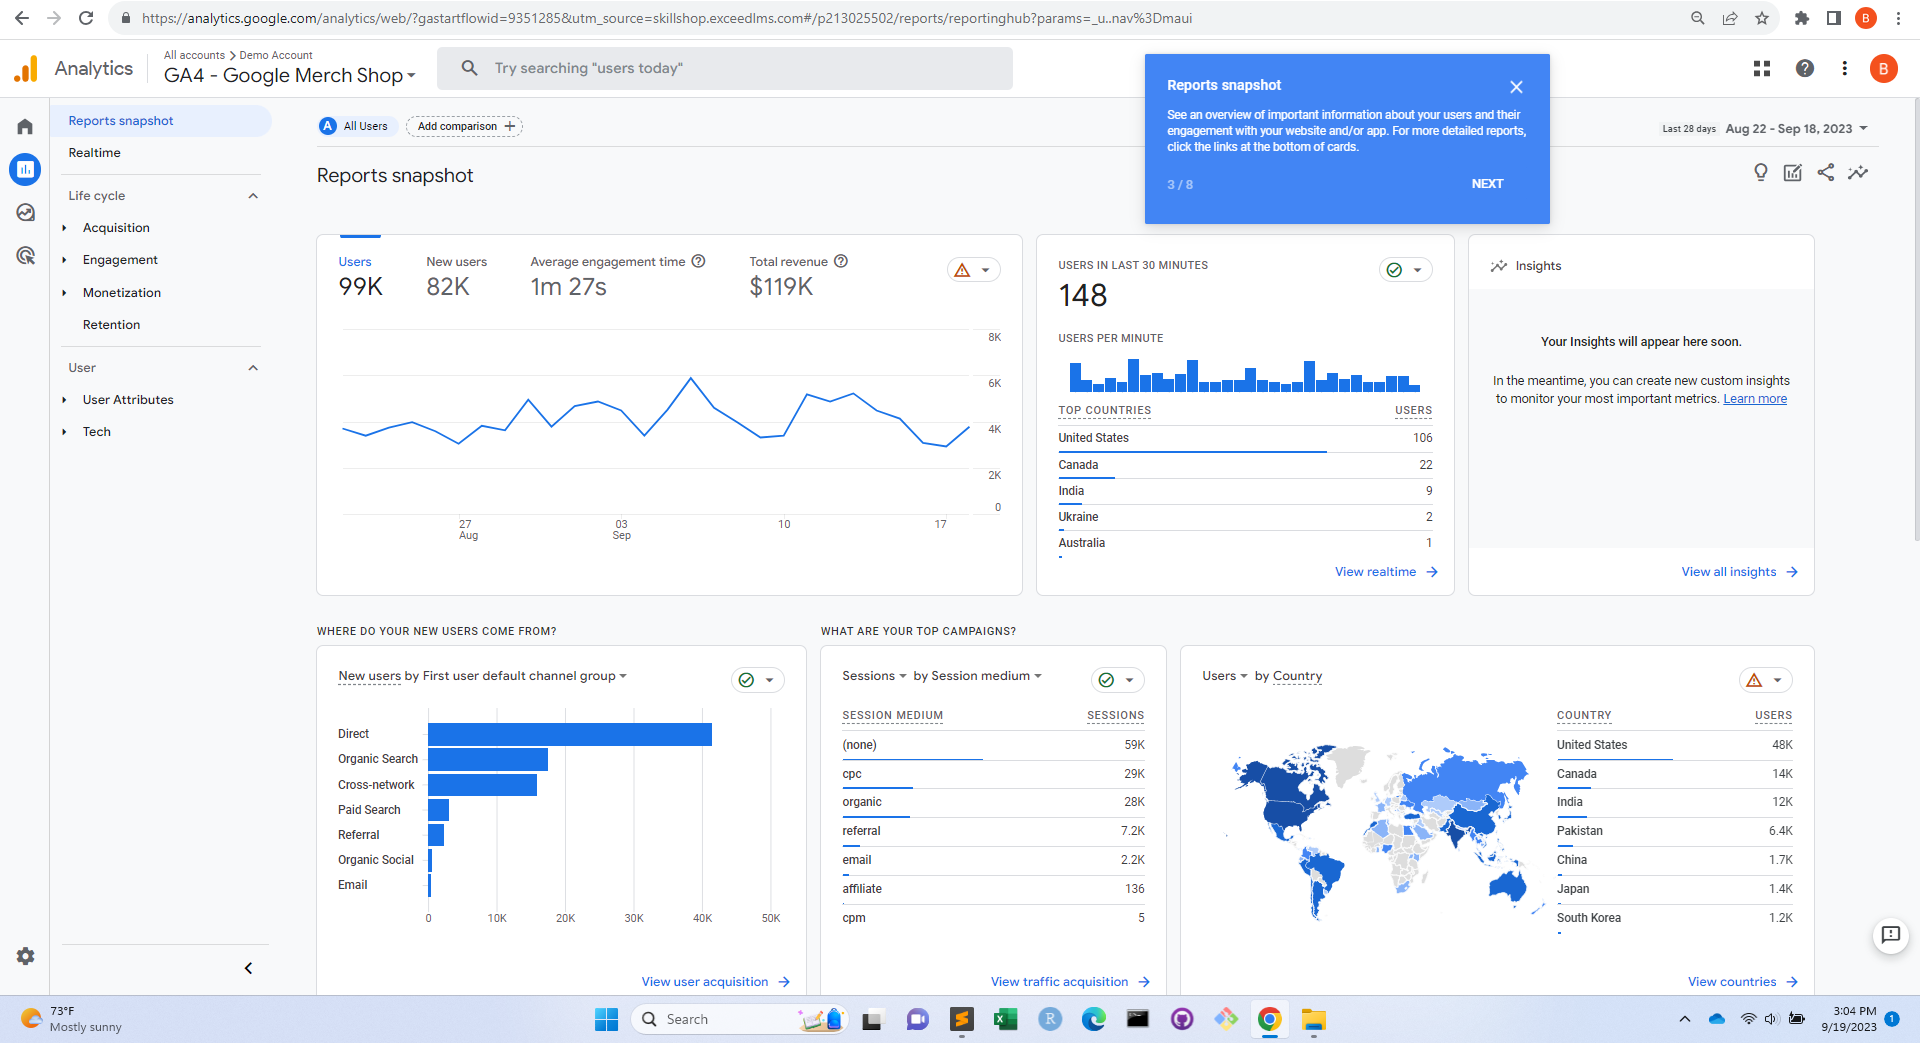 https://analytics.google.com/analytics/web/?gastartflowid=9351285&utm_source=skillshop.exceedlms.com#/p213025502/reports/reportinghub?params=_u..nav%3Dmaui
B
Analytics
All accounts > Demo Account
GA4 - Google Merch Shop
Try searching "users today"
B
Reports snapshot
See an overview of important information about your users and their
engagement with your website and/or app. For more detailed reports,
click the links at the bottom of cards.
3 / 8
NEXT
Reports snapshot
Realtime
Life cycle
Acquisition
Engagement
Monetization
Retention
User
User Attributes
Tech
A All Users
Add comparison
Last 28 days Aug 22 - Sep 18, 2023
Reports snapshot
Users
99K
New users
82K
Average engagement time
1m 27s
Total revenue
$119K
8K
6K
4K
2K
0
27
Aug
03
Sep
10
17
USERS IN LAST 30 MINUTES
148
USERS PER MINUTE
TOP COUNTRIES USERS
United States 106
Canada 22
India 9
Ukraine 2
Australia 1
View realtime
Insights
Your Insights will appear here soon.
In the meantime, you can create new custom insights
to monitor your most important metrics. Learn more
View all insights
WHERE DO YOUR NEW USERS COME FROM?
New users by First user default channel group
Direct
Organic Search
Cross-network
Paid Search
Referral
Organic Social
Email
0 10K 20K 30K 40K 50K
View user acquisition
WHAT ARE YOUR TOP CAMPAIGNS?
Sessions by Session medium
SESSION MEDIUM SESSIONS
(none) 59K
cpc 29K
organic 28K
referral 7.2K
email 2.2K
affiliate 136
cpm 5
View traffic acquisition
Users by Country
COUNTRY USERS
United States 48K
Canada 14K
India 12K
Pakistan 6.4K
China 1.7K
Japan 1.4K
South Korea 1.2K
View countries
73°F
Mostly sunny
Search
3:04 PM
9/19/2023
1